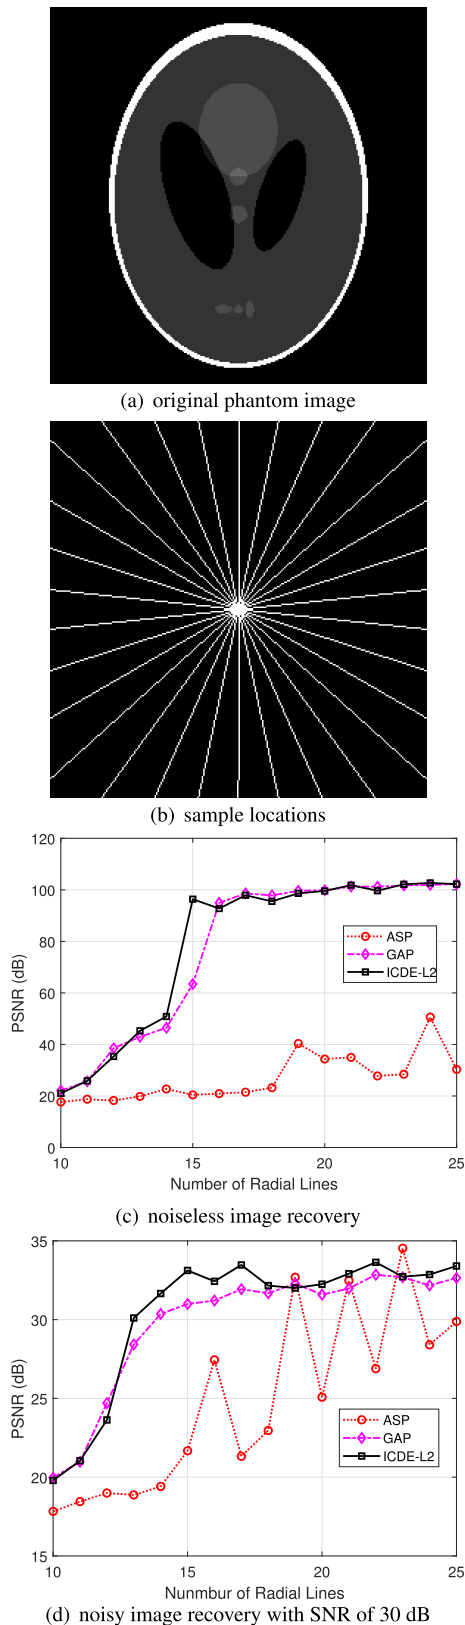 (a) original phantom image
(b) sample locations
120
100
80
60
40
20
0
PSNR (dB)
ASP
GAP
ICDE-L2
10 15 20 25
Number of Radial Lines
(c) noiseless image recovery
35
30
25
20
15
PSNR (dB)
ASP
GAP
ICDE-L2
10 15 20 25
Nunmbur of Radial Lines
(d) noisy image recovery with SNR of 30 dB